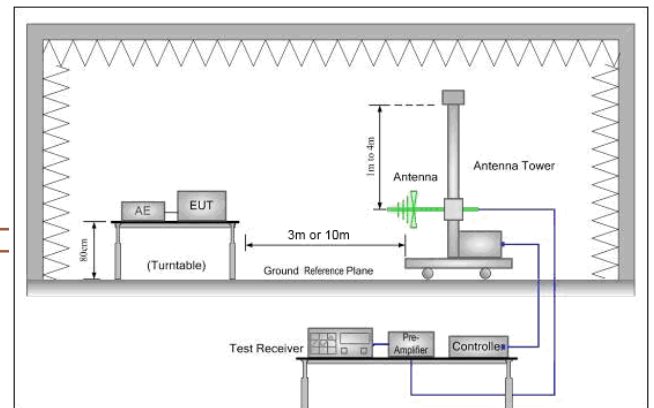 1m to 4m
Antenna
Antenna Tower
AE
EUT
80cm
3m or 10m
(Turntable)
Ground Reference Plane
Test Receiver
Pre-
Amplifier
Controller